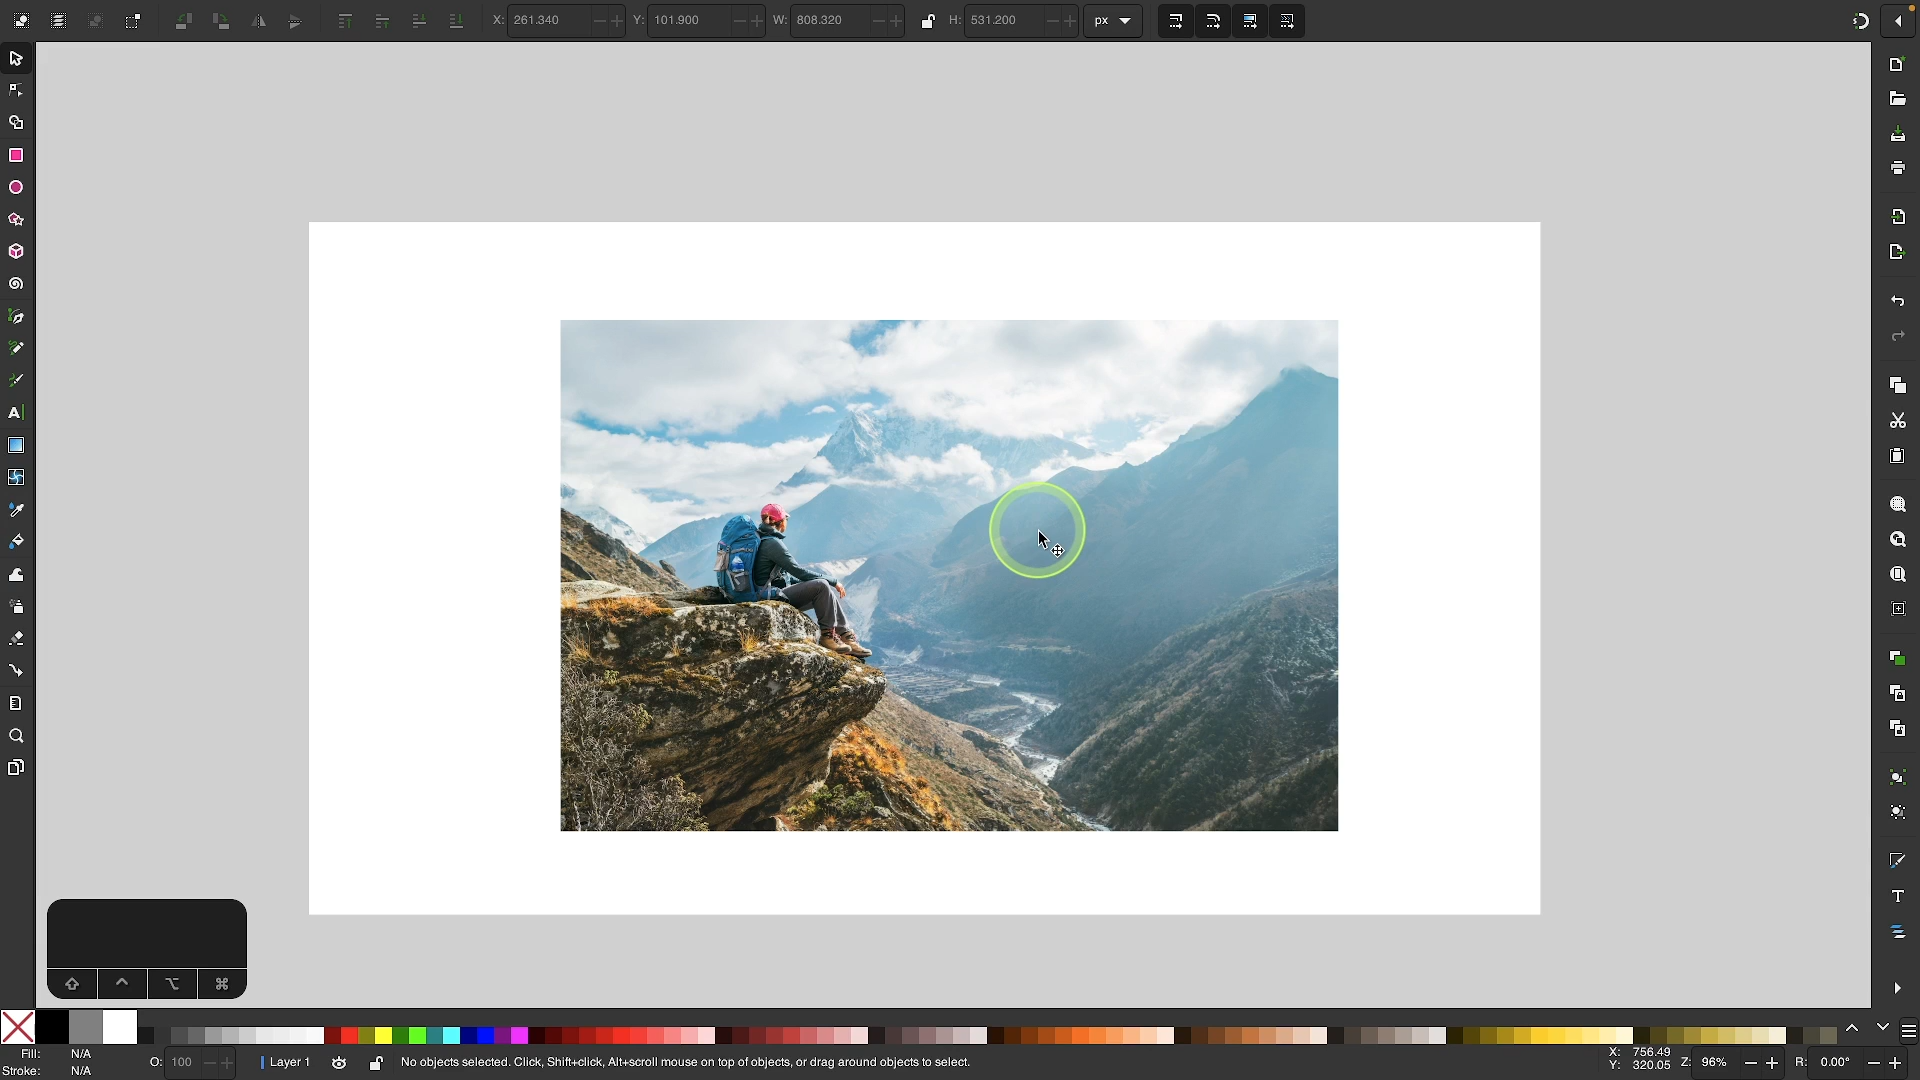 X: 261.340 Y: 101.900 W: 808.320 H: 531.200 px
A
T
Fill: N/A
Stroke: N/A
O: 100
Layer 1
No objects selected. Click, Shift+click, Alt+scroll mouse on top of objects, or drag around objects to select.
X: 756.49
Y: 320.05
Z: 96%
R: 0.00°